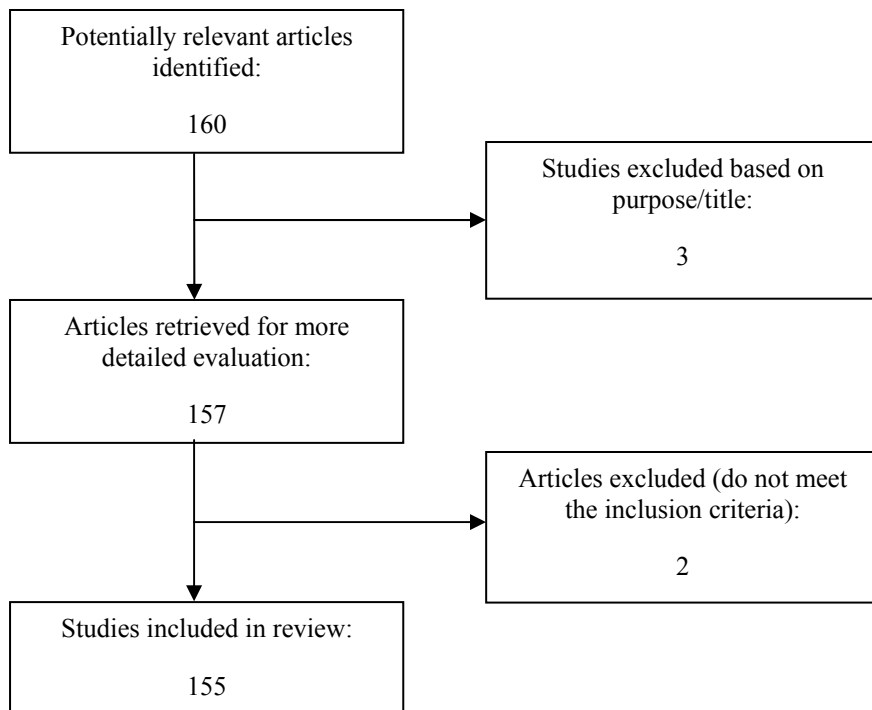 Potentially relevant articles
identified:
160
Studies excluded based on
purpose/title:
3
Articles retrieved for more
detailed evaluation:
157
Articles excluded (do not meet
the inclusion criteria):
2
Studies included in review:
155